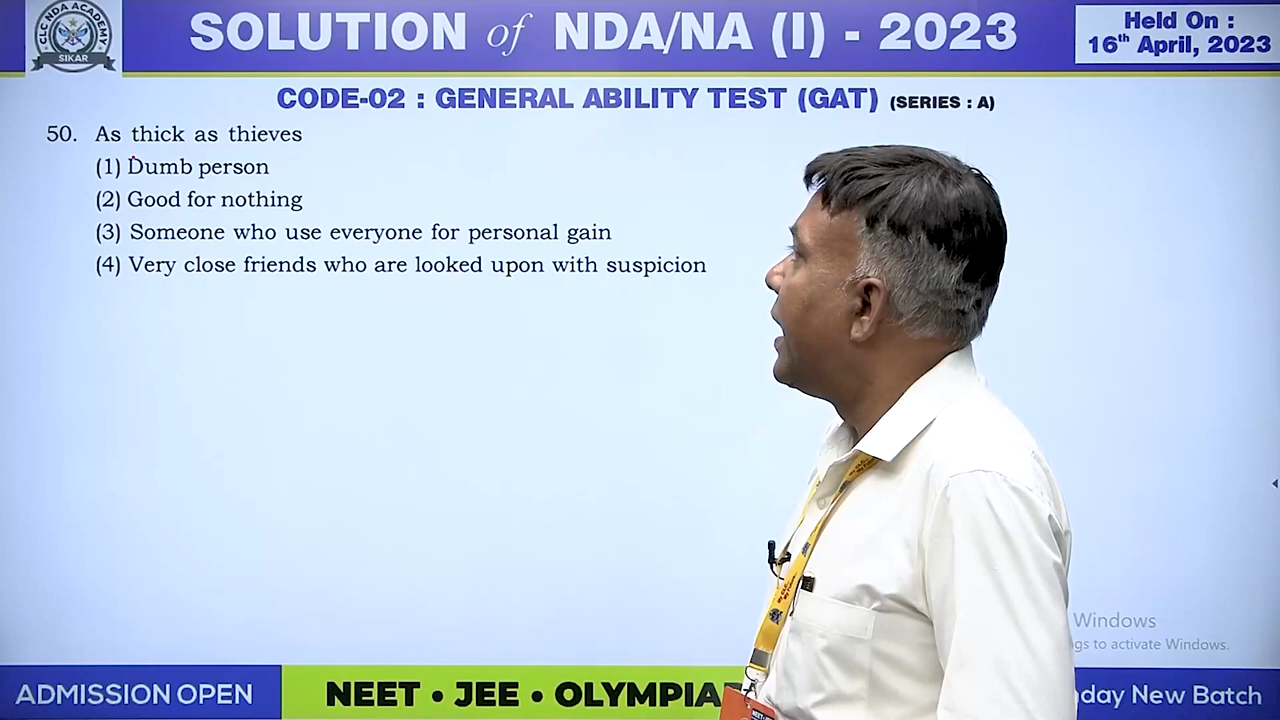 CLC NDA ACADEMY
SIKAR
SOLUTION of NDA/NA (I) - 2023
Held On :
16th April, 2023
CODE-02 : GENERAL ABILITY TEST (GAT) (SERIES : A)
50. As thick as thieves
(1) Dumb person
(2) Good for nothing
(3) Someone who use everyone for personal gain
(4) Very close friends who are looked upon with suspicion
Windows
gs to activate Windows.
ADMISSION OPEN
NEET • JEE • OLYMPIA
nday New Batch